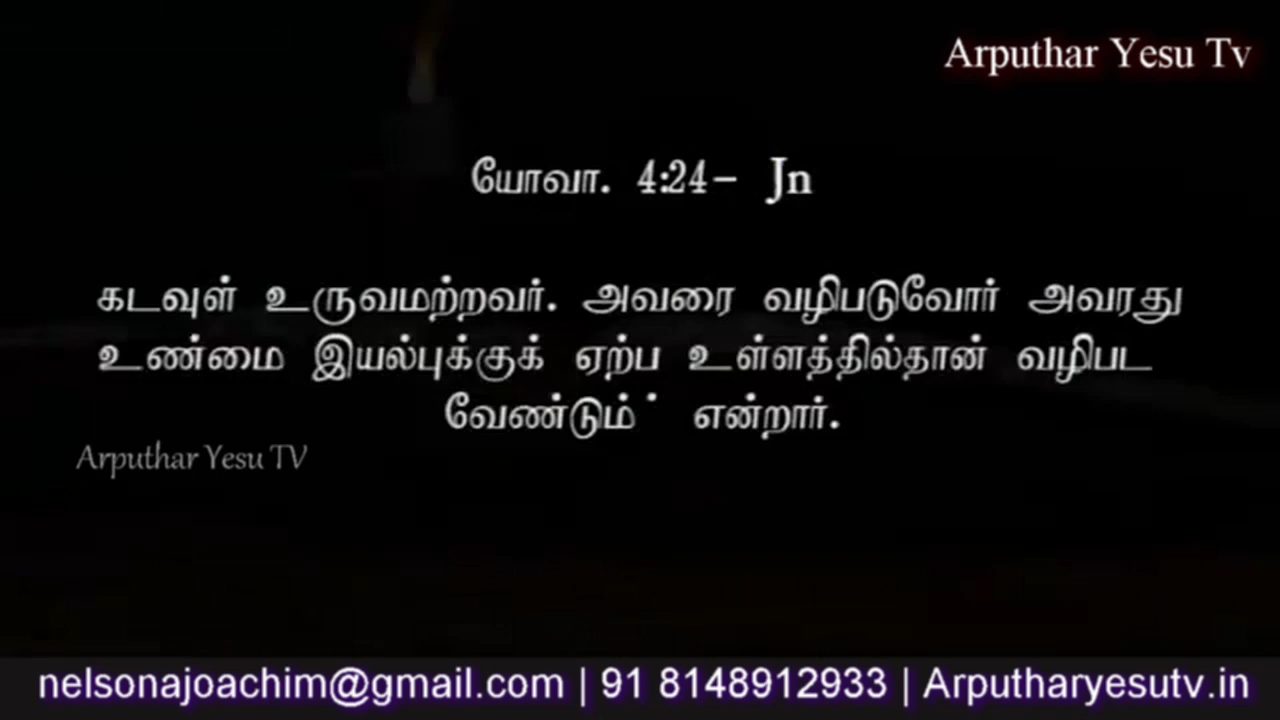 Arputhar Yesu Tv
யோவா. 4:24- Jn
கடவுள் உருவமற்றவர். அவரை வழிபடுவோர் அவரது
உண்மை இயல்புக்குக் ஏற்ப உள்ளத்தில்தான் வழிபட
வேண்டும்' என்றார்.
Arputhar Yesu TV
nelsonajoachim@gmail.com | 91 8148912933 | Arputharyesutv.in